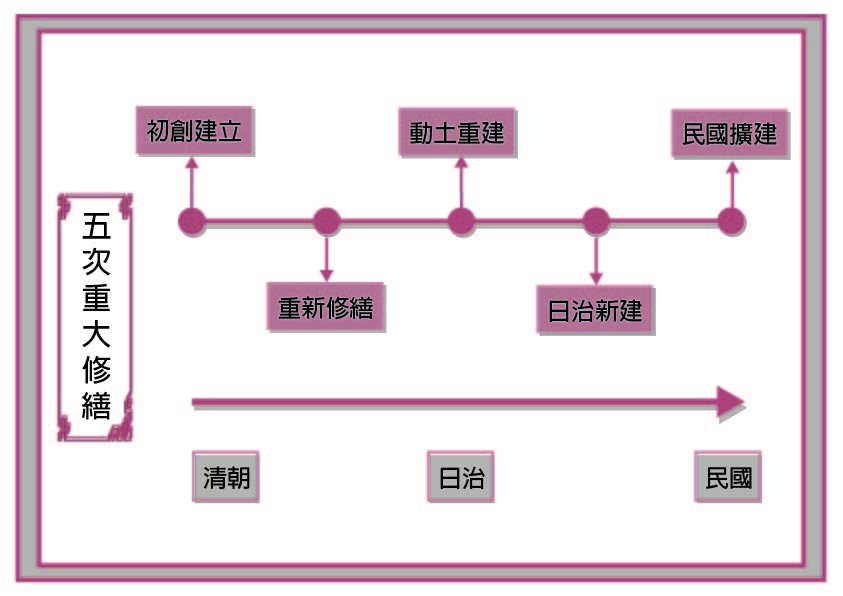 初創建立
動土重建
民國擴建
五次重大修繕
重新修繕
日治新建
清朝
日治
民國